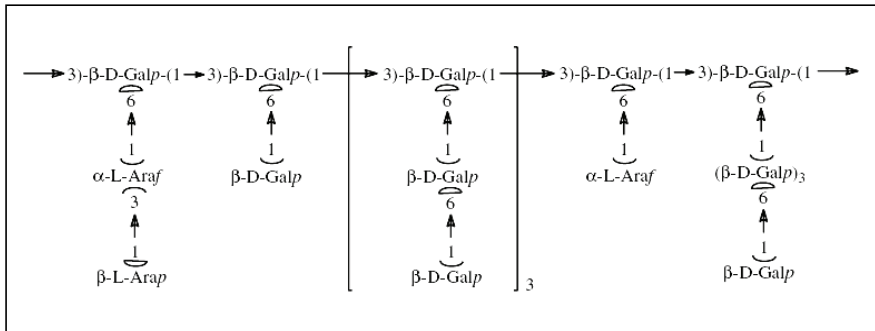 3)-β-D-Galp-(1 3)-β-D-Galp-(1 3)-β-D-Galp-(1 3)-β-D-Galp-(1 3)-β-D-Galp-(1
6 6 6 6 6
1 1 1 1 1
α-L-Araf β-D-Galp β-D-Galp α-L-Araf (β-D-Galp)3
3 6 6
1 1 1
β-L-Arap β-D-Galp β-D-Galp
3